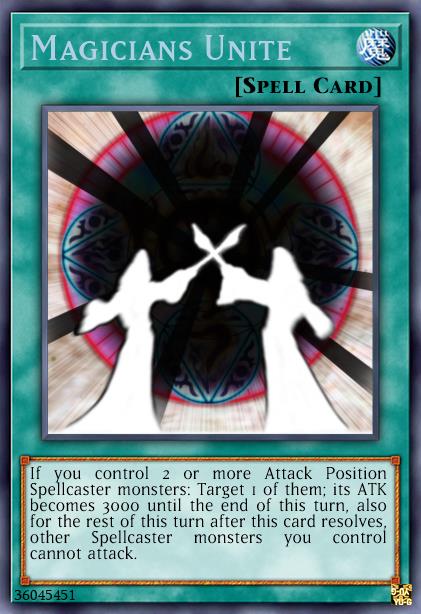 Magicians Unite
魔
[Spell Card]
If you control 2 or more Attack Position
Spellcaster monsters: Target 1 of them; its ATK
becomes 3000 until the end of this turn, also
for the rest of this turn after this card resolves,
other Spellcaster monsters you control
cannot attack.
36045451